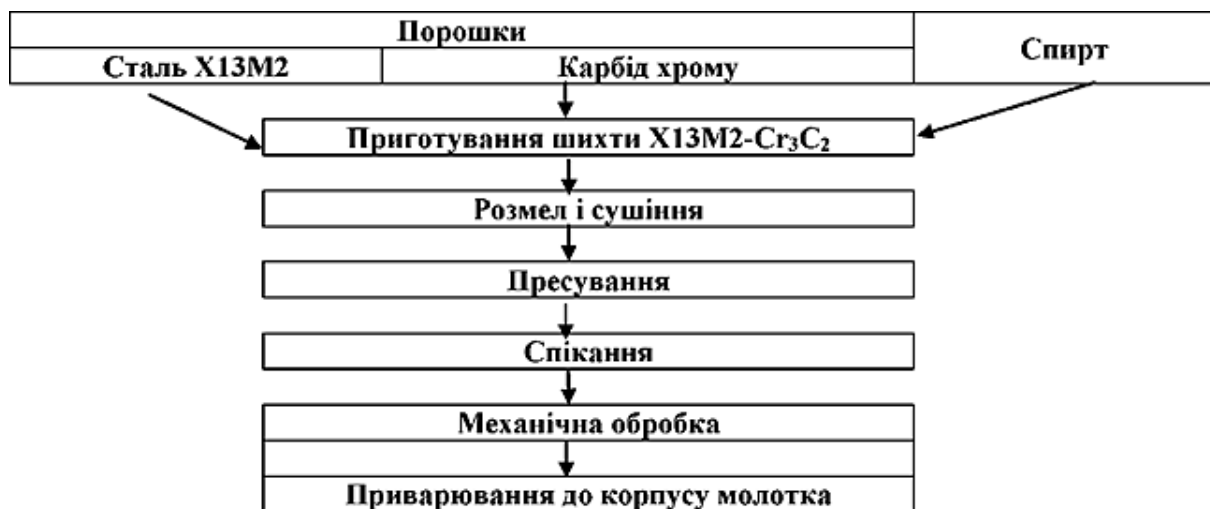 Порошки
Спирт
Сталь Х13М2
Карбід хрому
Приготування шихти Х13М2-Cr₃C₂
Розмел і сушіння
Пресування
Спікання
Механічна обробка
Приварювання до корпусу молотка